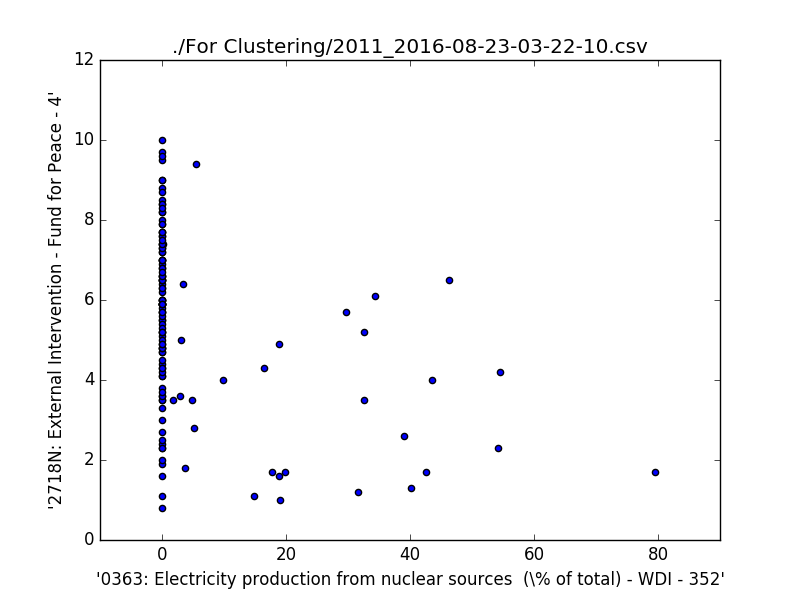 ./For Clustering/2011_2016-08-23-03-22-10.csv
12
10
8
6
4
2
0
'2718N: External Intervention - Fund for Peace - 4'
0 20 40 60 80
'0363: Electricity production from nuclear sources (\% of total) - WDI - 352'